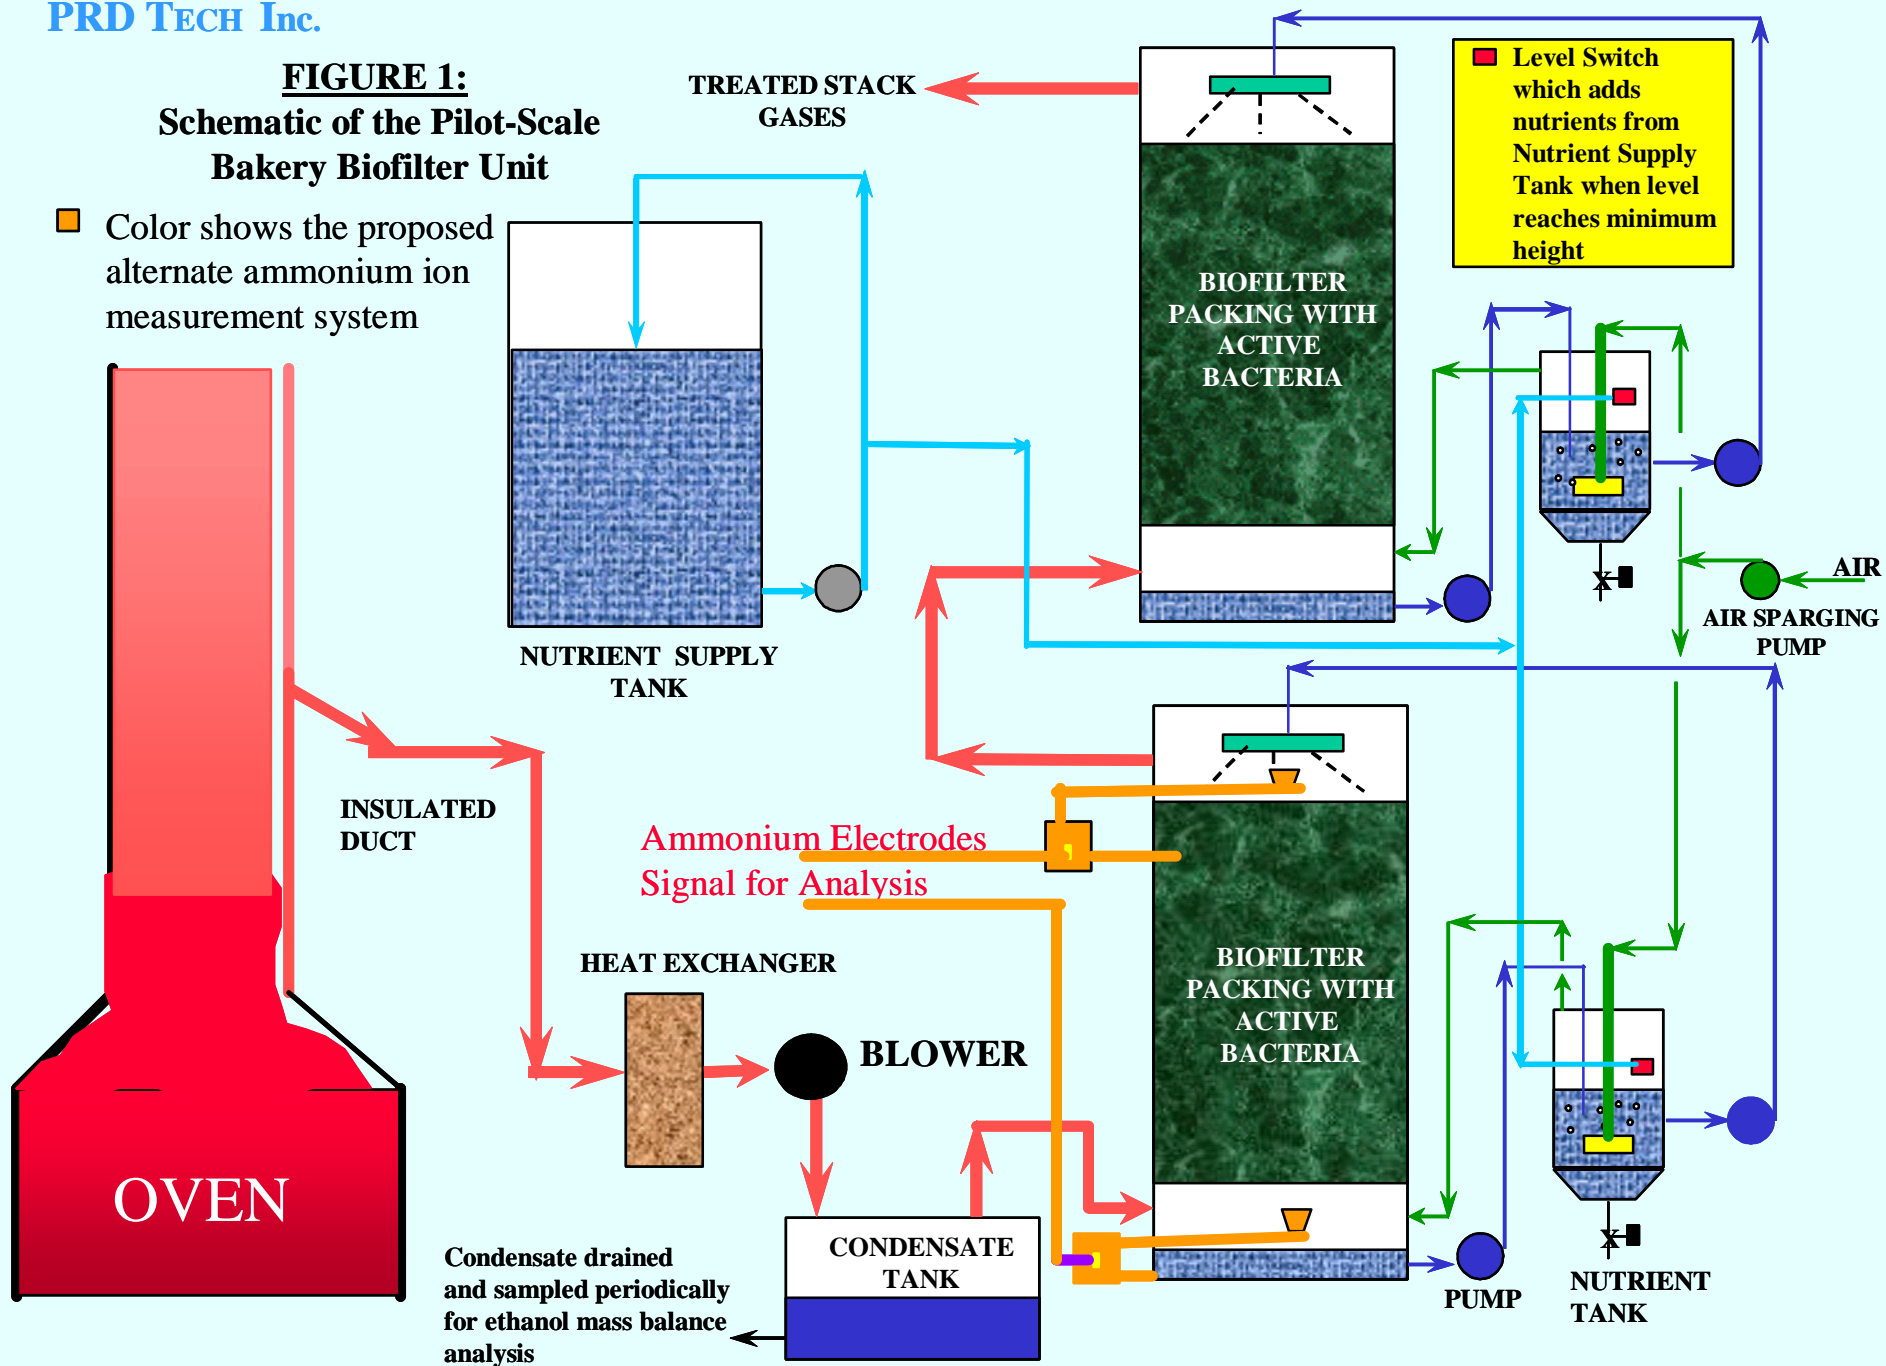 PRD TECH Inc.
FIGURE 1:
Schematic of the Pilot-Scale
Bakery Biofilter Unit
Color shows the proposed
alternate ammonium ion
measurement system
TREATED STACK
GASES
Level Switch
which adds
nutrients from
Nutrient Supply
Tank when level
reaches minimum
height
BIOFILTER
PACKING WITH
ACTIVE
BACTERIA
AIR
AIR SPARGING
PUMP
X
NUTRIENT SUPPLY
TANK
INSULATED
DUCT
Ammonium Electrodes
Signal for Analysis
HEAT EXCHANGER
BLOWER
BIOFILTER
PACKING WITH
ACTIVE
BACTERIA
OVEN
CONDENSATE
TANK
Condensate drained
and sampled periodically
for ethanol mass balance
analysis
PUMP
X
NUTRIENT
TANK